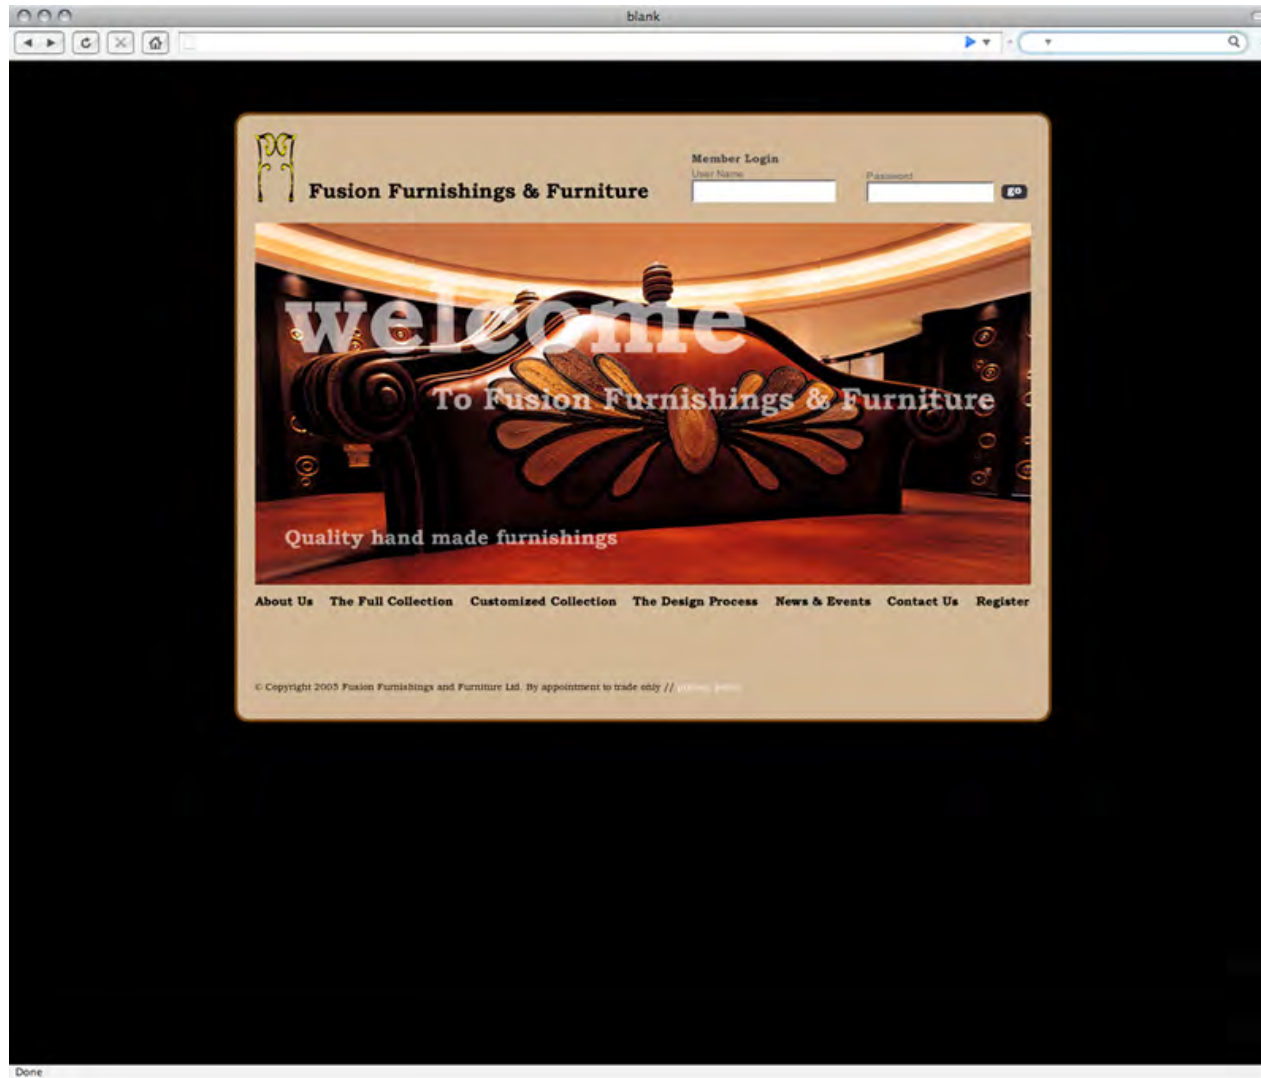 blank
Member Login
User Name
Password
Fusion Furnishings & Furniture
go
welcome
To Fusion Furnishings & Furniture
Quality hand made furnishings
About Us The Full Collection Customized Collection The Design Process News & Events Contact Us Register
© Copyright 2005 Fusion Furnishings and Furniture Ltd. By appointment to trade only // privacy policy
Done